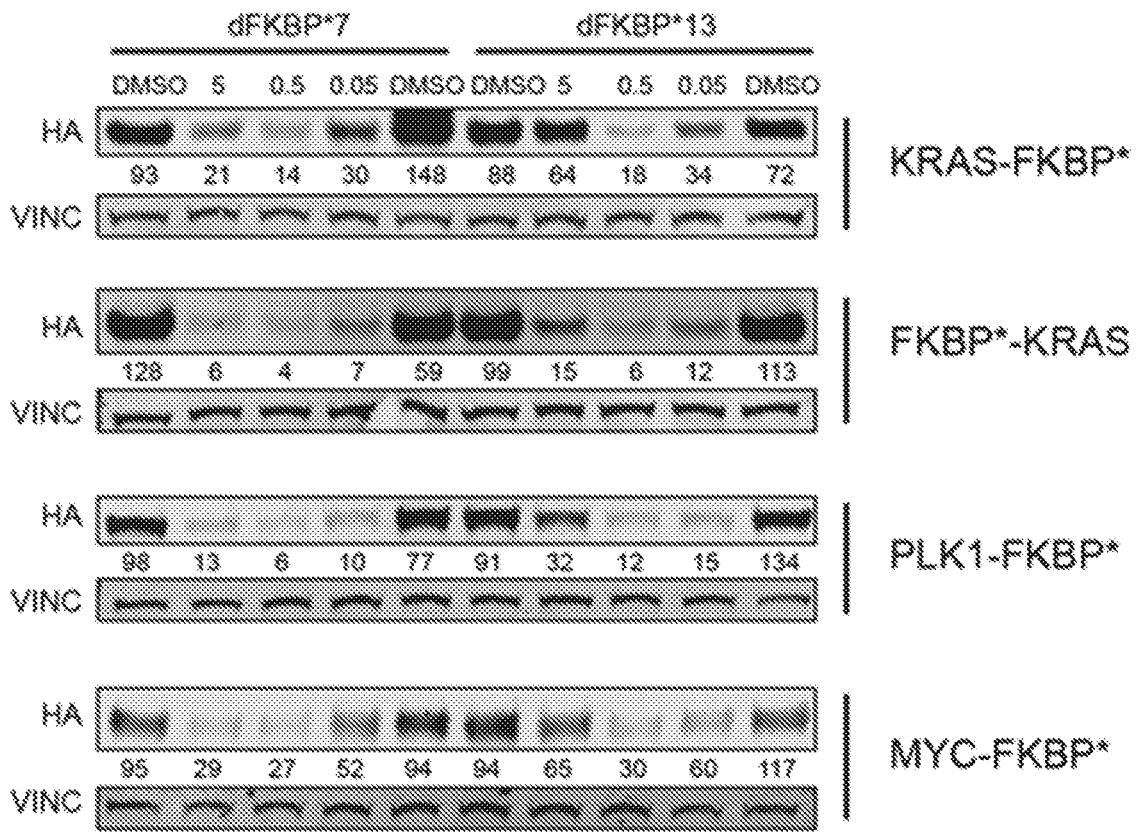 dFKBP*7 dFKBP*13
DMSO 5 0.5 0.05 DMSO DMSO 5 0.5 0.05 DMSO
HA
93 21 14 30 148 88 64 18 34 72
KRAS-FKBP*
VINC
HA
128 6 4 7 59 99 15 6 12 113
FKBP*-KRAS
VINC
HA
98 13 6 10 77 91 32 12 15 134
PLK1-FKBP*
VINC
HA
95 29 27 52 94 94 65 30 60 117
MYC-FKBP*
VINC